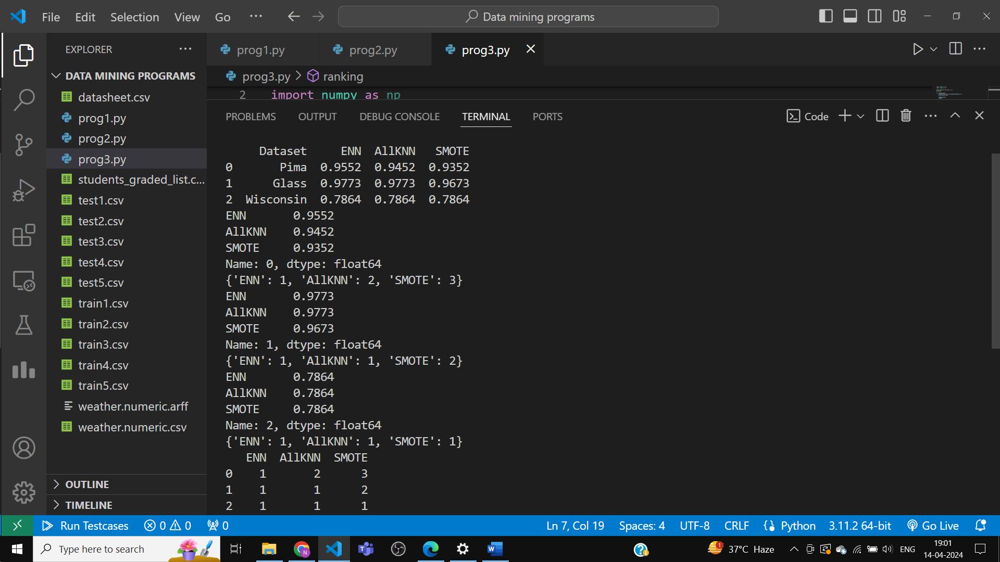 File Edit Selection View Go ··· Data mining programs
EXPLORER ···
prog1.py prog2.py prog3.py
DATA MINING PROGRAMS
datasheet.csv
prog1.py
prog2.py
prog3.py
students_graded_list.c...
test1.csv
test2.csv
test3.csv
test4.csv
test5.csv
train1.csv
train2.csv
train3.csv
train4.csv
train5.csv
weather.numeric.arff
weather.numeric.csv
OUTLINE
TIMELINE
prog3.py > ranking
2 import numpy as np
PROBLEMS OUTPUT DEBUG CONSOLE TERMINAL PORTS Code
Dataset ENN AllKNN SMOTE
0 Pima 0.9552 0.9452 0.9352
1 Glass 0.9773 0.9773 0.9673
2 Wisconsin 0.7864 0.7864 0.7864
ENN 0.9552
AllKNN 0.9452
SMOTE 0.9352
Name: 0, dtype: float64
{'ENN': 1, 'AllKNN': 2, 'SMOTE': 3}
ENN 0.9773
AllKNN 0.9773
SMOTE 0.9673
Name: 1, dtype: float64
{'ENN': 1, 'AllKNN': 1, 'SMOTE': 2}
ENN 0.7864
AllKNN 0.7864
SMOTE 0.7864
Name: 2, dtype: float64
{'ENN': 1, 'AllKNN': 1, 'SMOTE': 1}
ENN AllKNN SMOTE
0 1 2 3
1 1 1 2
2 1 1 1
Run Testcases 0 0 0 Ln 7, Col 19 Spaces: 4 UTF-8 CRLF Python 3.11.2 64-bit Go Live
Type here to search 37°C Haze ENG 19:01
14-04-2024